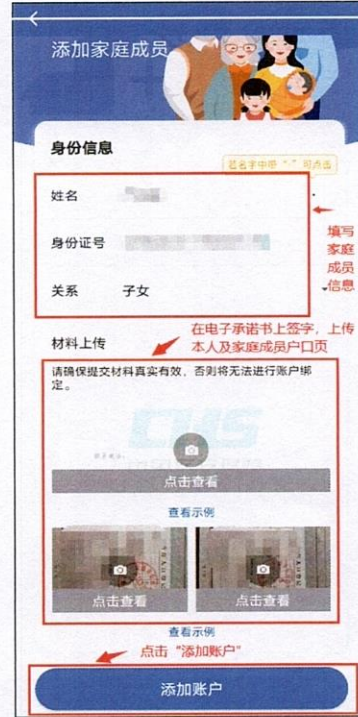 添加家庭成员
身份信息
若名字中带“·”可点击
姓名
身份证号
关系 子女
填写
家庭
成员
信息
材料上传
在电子承诺书上签字，上传
本人及家庭成员户口页
请确保提交材料真实有效，否则将无法进行账户绑
定。
CHS
点击查看
查看示例
点击查看
点击查看
查看示例
点击“添加账户”
添加账户